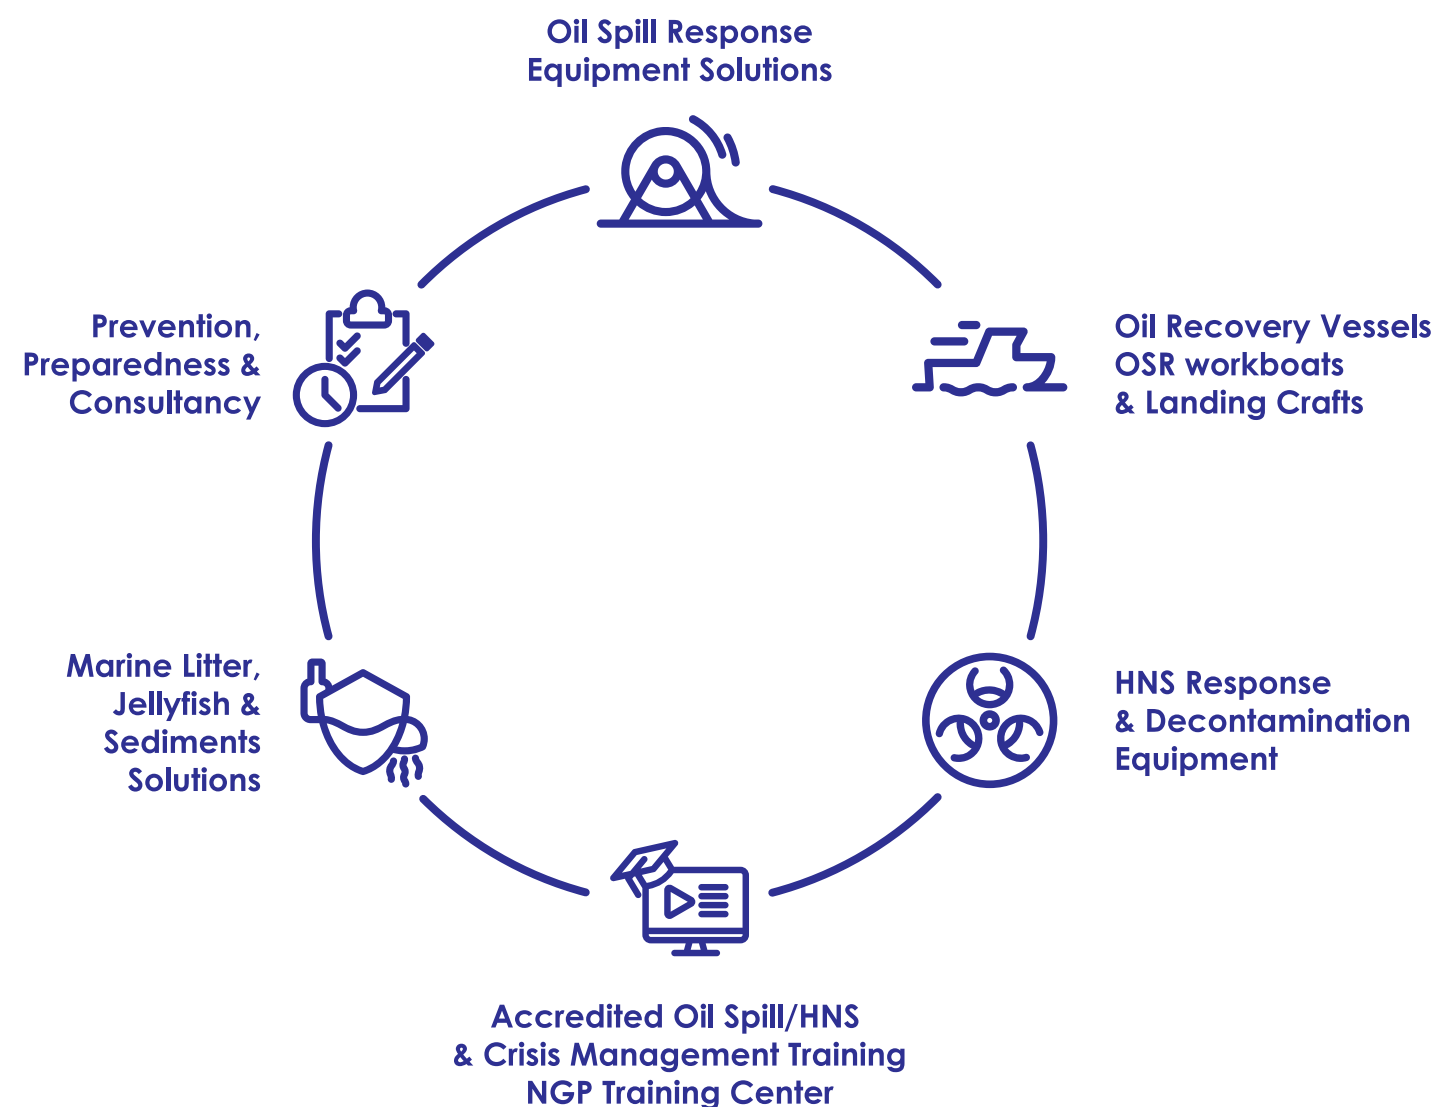 Oil Spill Response
Equipment Solutions
Prevention,
Preparedness &
Consultancy
Oil Recovery Vessels
OSR workboats
& Landing Crafts
Marine Litter,
Jellyfish &
Sediments
Solutions
HNS Response
& Decontamination
Equipment
Accredited Oil Spill/HNS
& Crisis Management Training
NGP Training Center